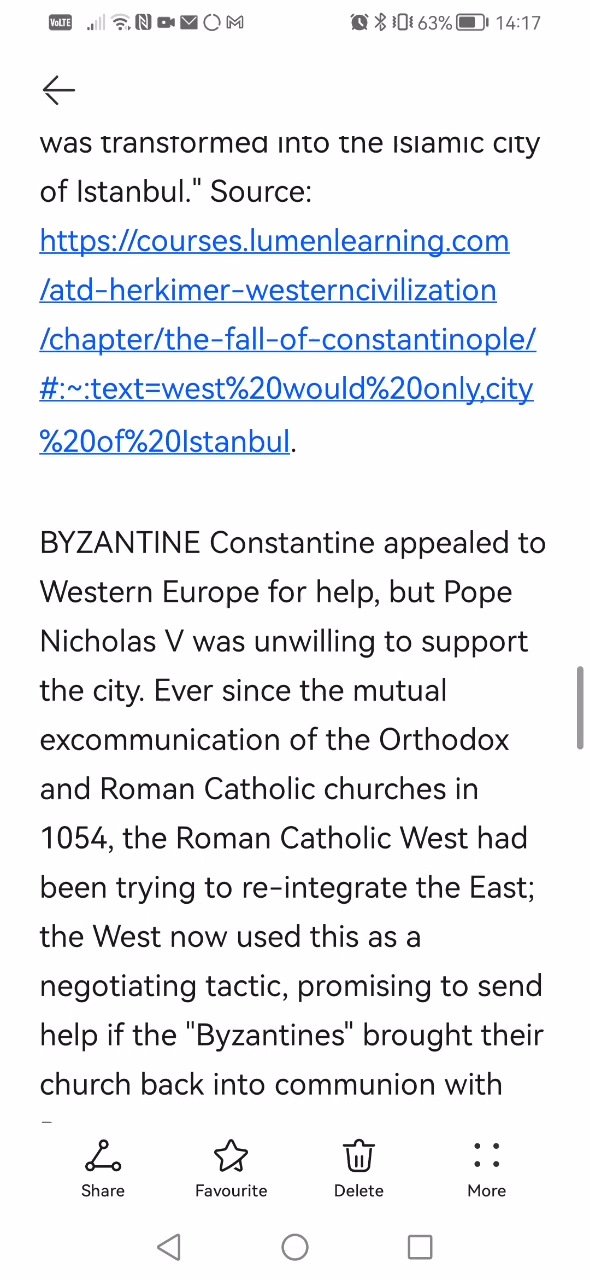 VoLTE 63% 14:17
was transformed into the Islamic city
of Istanbul." Source:
https://courses.lumenlearning.com
/atd-herkimer-westerncivilization
/chapter/the-fall-of-constantinople/
#:~:text=west%20would%20only,city
%20of%20Istanbul.
BYZANTINE Constantine appealed to
Western Europe for help, but Pope
Nicholas V was unwilling to support
the city. Ever since the mutual
excommunication of the Orthodox
and Roman Catholic churches in
1054, the Roman Catholic West had
been trying to re-integrate the East;
the West now used this as a
negotiating tactic, promising to send
help if the "Byzantines" brought their
church back into communion with
Share Favourite Delete More